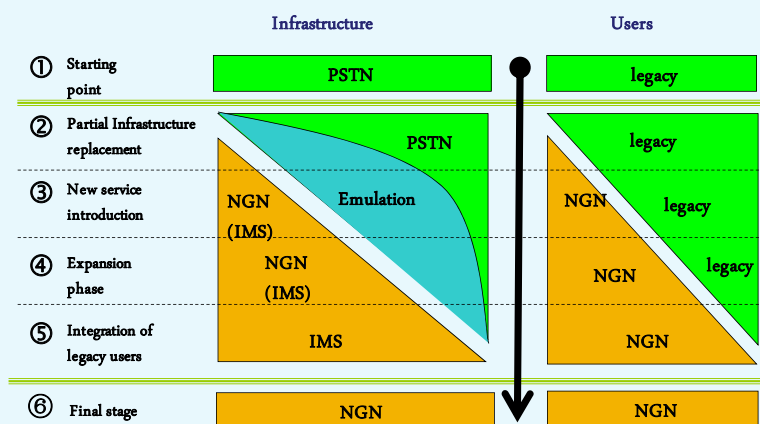 Infrastructure Users
① Starting point PSTN legacy
② Partial Infrastructure replacement PSTN legacy
③ New service introduction NGN (IMS) Emulation NGN legacy
④ Expansion phase NGN (IMS) NGN legacy
⑤ Integration of legacy users IMS NGN
⑥ Final stage NGN NGN